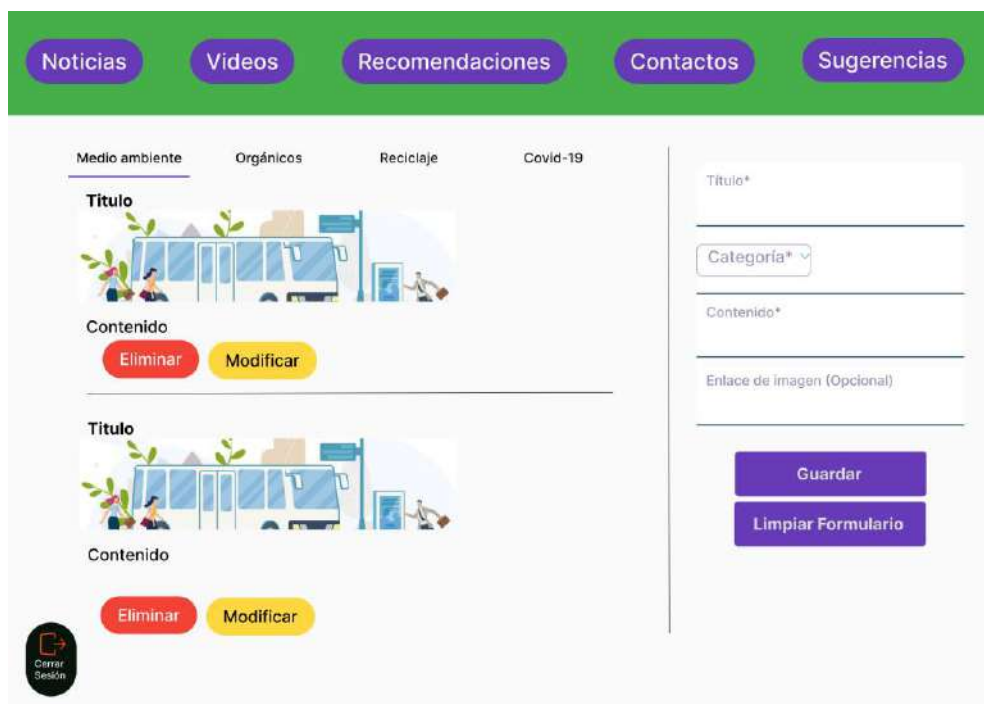 Noticias
Videos
Recomendaciones
Contactos
Sugerencias
Medio ambiente
Orgánicos
Reciclaje
Covid-19
Titulo
Contenido
Eliminar
Modificar
Titulo
Contenido
Eliminar
Modificar
Título*
Categoría*
Contenido*
Enlace de imagen (Opcional)
Guardar
Limpiar Formulario
Cerrar
Sesión